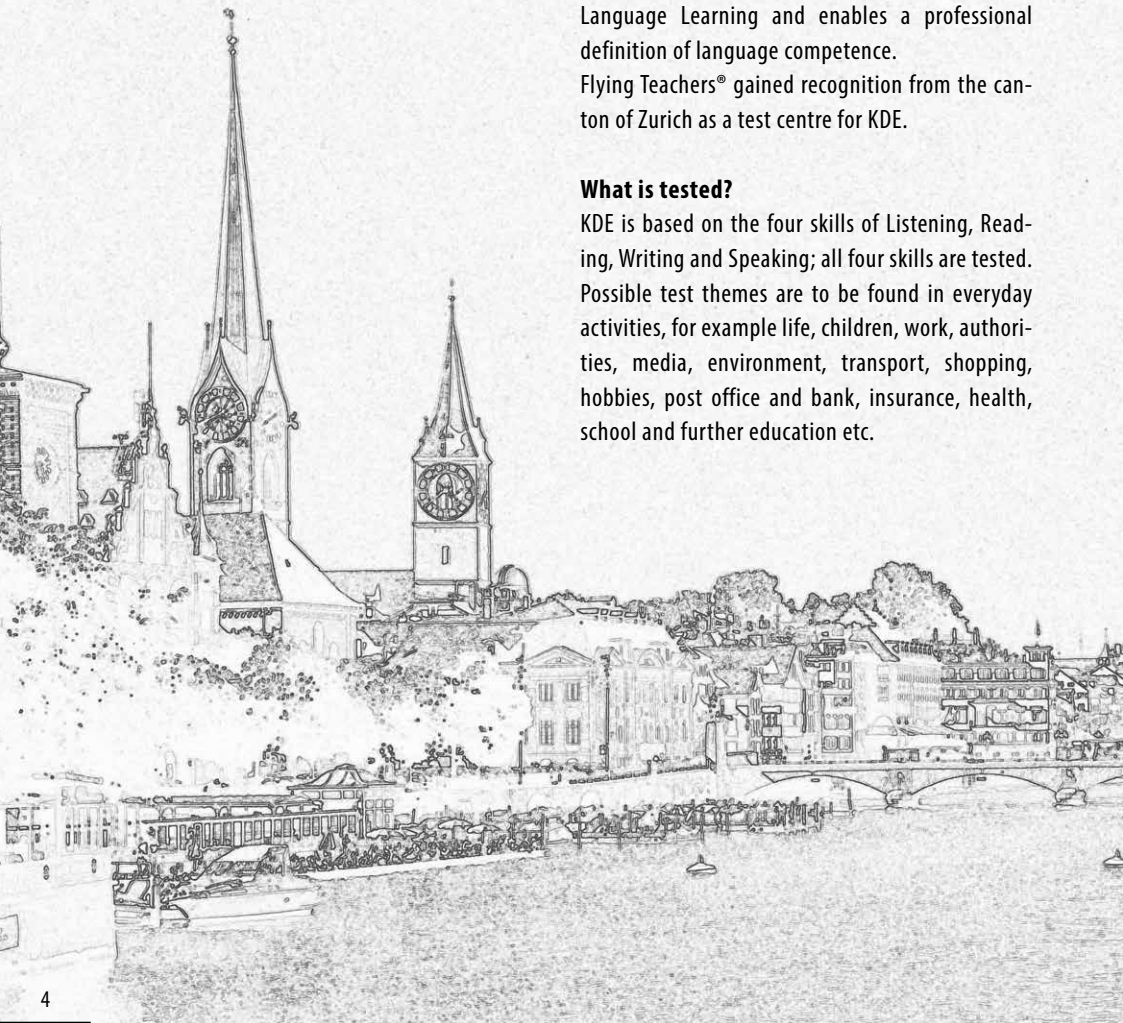 Language Learning and enables a professional
definition of language competence.
Flying Teachers® gained recognition from the can-
ton of Zurich as a test centre for KDE.
What is tested?
KDE is based on the four skills of Listening, Read-
ing, Writing and Speaking; all four skills are tested.
Possible test themes are to be found in everyday
activities, for example life, children, work, authori-
ties, media, environment, transport, shopping,
hobbies, post office and bank, insurance, health,
school and further education etc.
4